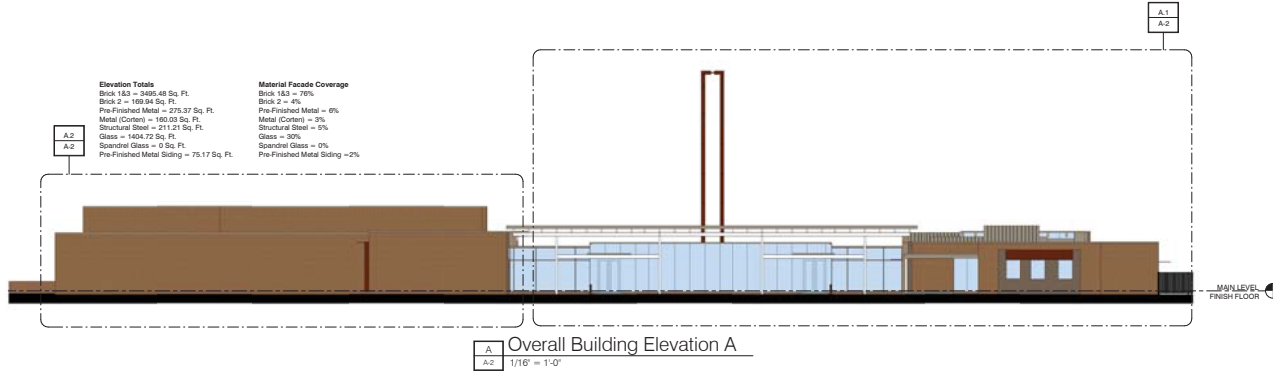 A.1
A-2
Elevation Totals
Brick 1&3 = 3495.48 Sq. Ft.
Brick 2 = 169.94 Sq. Ft.
Pre-Finished Metal = 275.37 Sq. Ft.
Metal (Corten) = 160.03 Sq. Ft.
Structural Steel = 211.21 Sq. Ft.
Glass = 1404.72 Sq. Ft.
Spandrel Glass = 0 Sq. Ft.
Pre-Finished Metal Siding = 75.17 Sq. Ft.
Material Facade Coverage
Brick 1&3 = 76%
Brick 2 = 4%
Pre-Finished Metal = 6%
Metal (Corten) = 3%
Structural Steel = 5%
Glass = 30%
Spandrel Glass = 0%
Pre-Finished Metal Siding =2%
A.2
A-2
MAIN LEVEL
FINISH FLOOR
A
A-2
Overall Building Elevation A
1/16" = 1'-0"